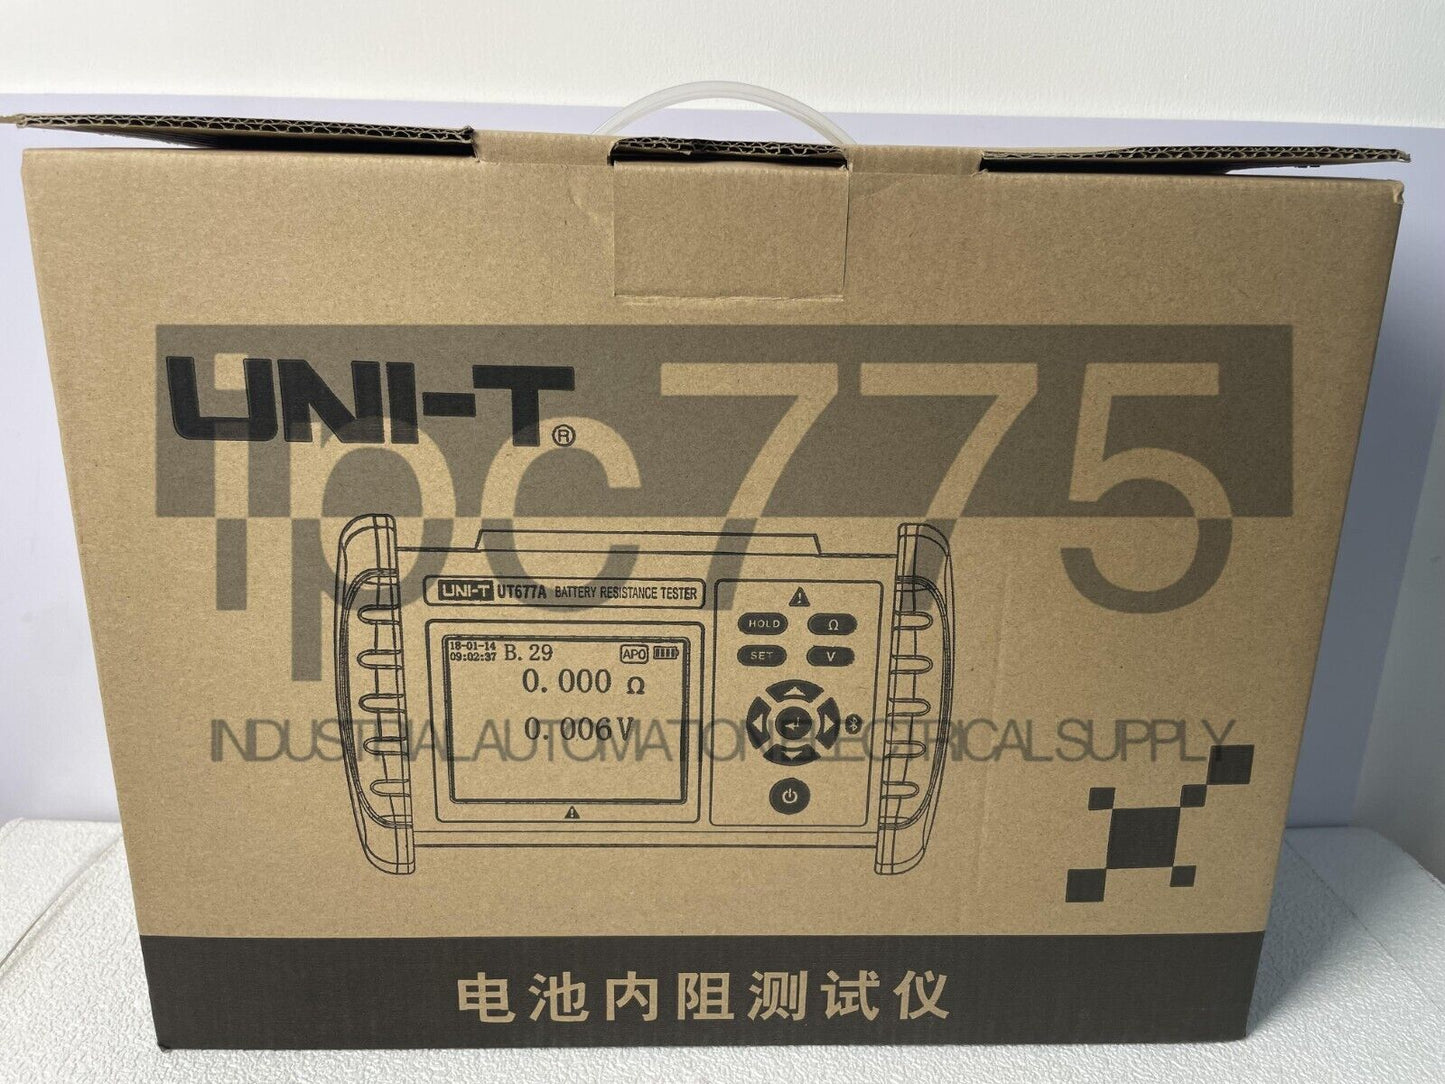 UNI-T®
ipc775
UNI-T UT677A BATTERY RESISTANCE TESTER
18-01-14
09:02:37 B. 29 APO
0.000 Ω
0.006V
HOLD Ω
SET V
INDUSTRIAL AUTOMATION ELECTRICAL SUPPLY
电池内阻测试仪